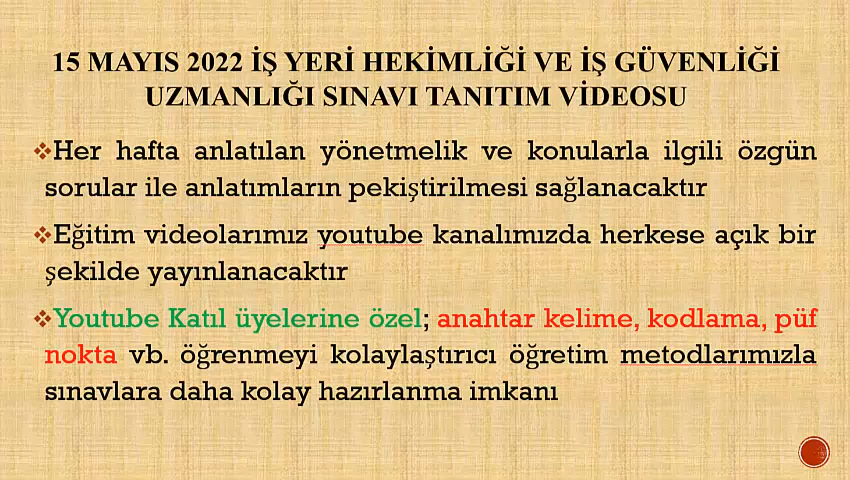 15 MAYIS 2022 İŞ YERİ HEKİMLİĞİ VE İŞ GÜVENLİĞİ
UZMANLIĞI SINAVI TANITIM VİDEOSU
❖Her hafta anlatılan yönetmelik ve konularla ilgili özgün
sorular ile anlatımların pekiştirilmesi sağlanacaktır
❖Eğitim videolarımız youtube kanalımızda herkese açık bir
şekilde yayınlanacaktır
❖Youtube Katıl üyelerine özel; anahtar kelime, kodlama, püf
nokta vb. öğrenmeyi kolaylaştırıcı öğretim metodlarımızla
sınavlara daha kolay hazırlanma imkanı